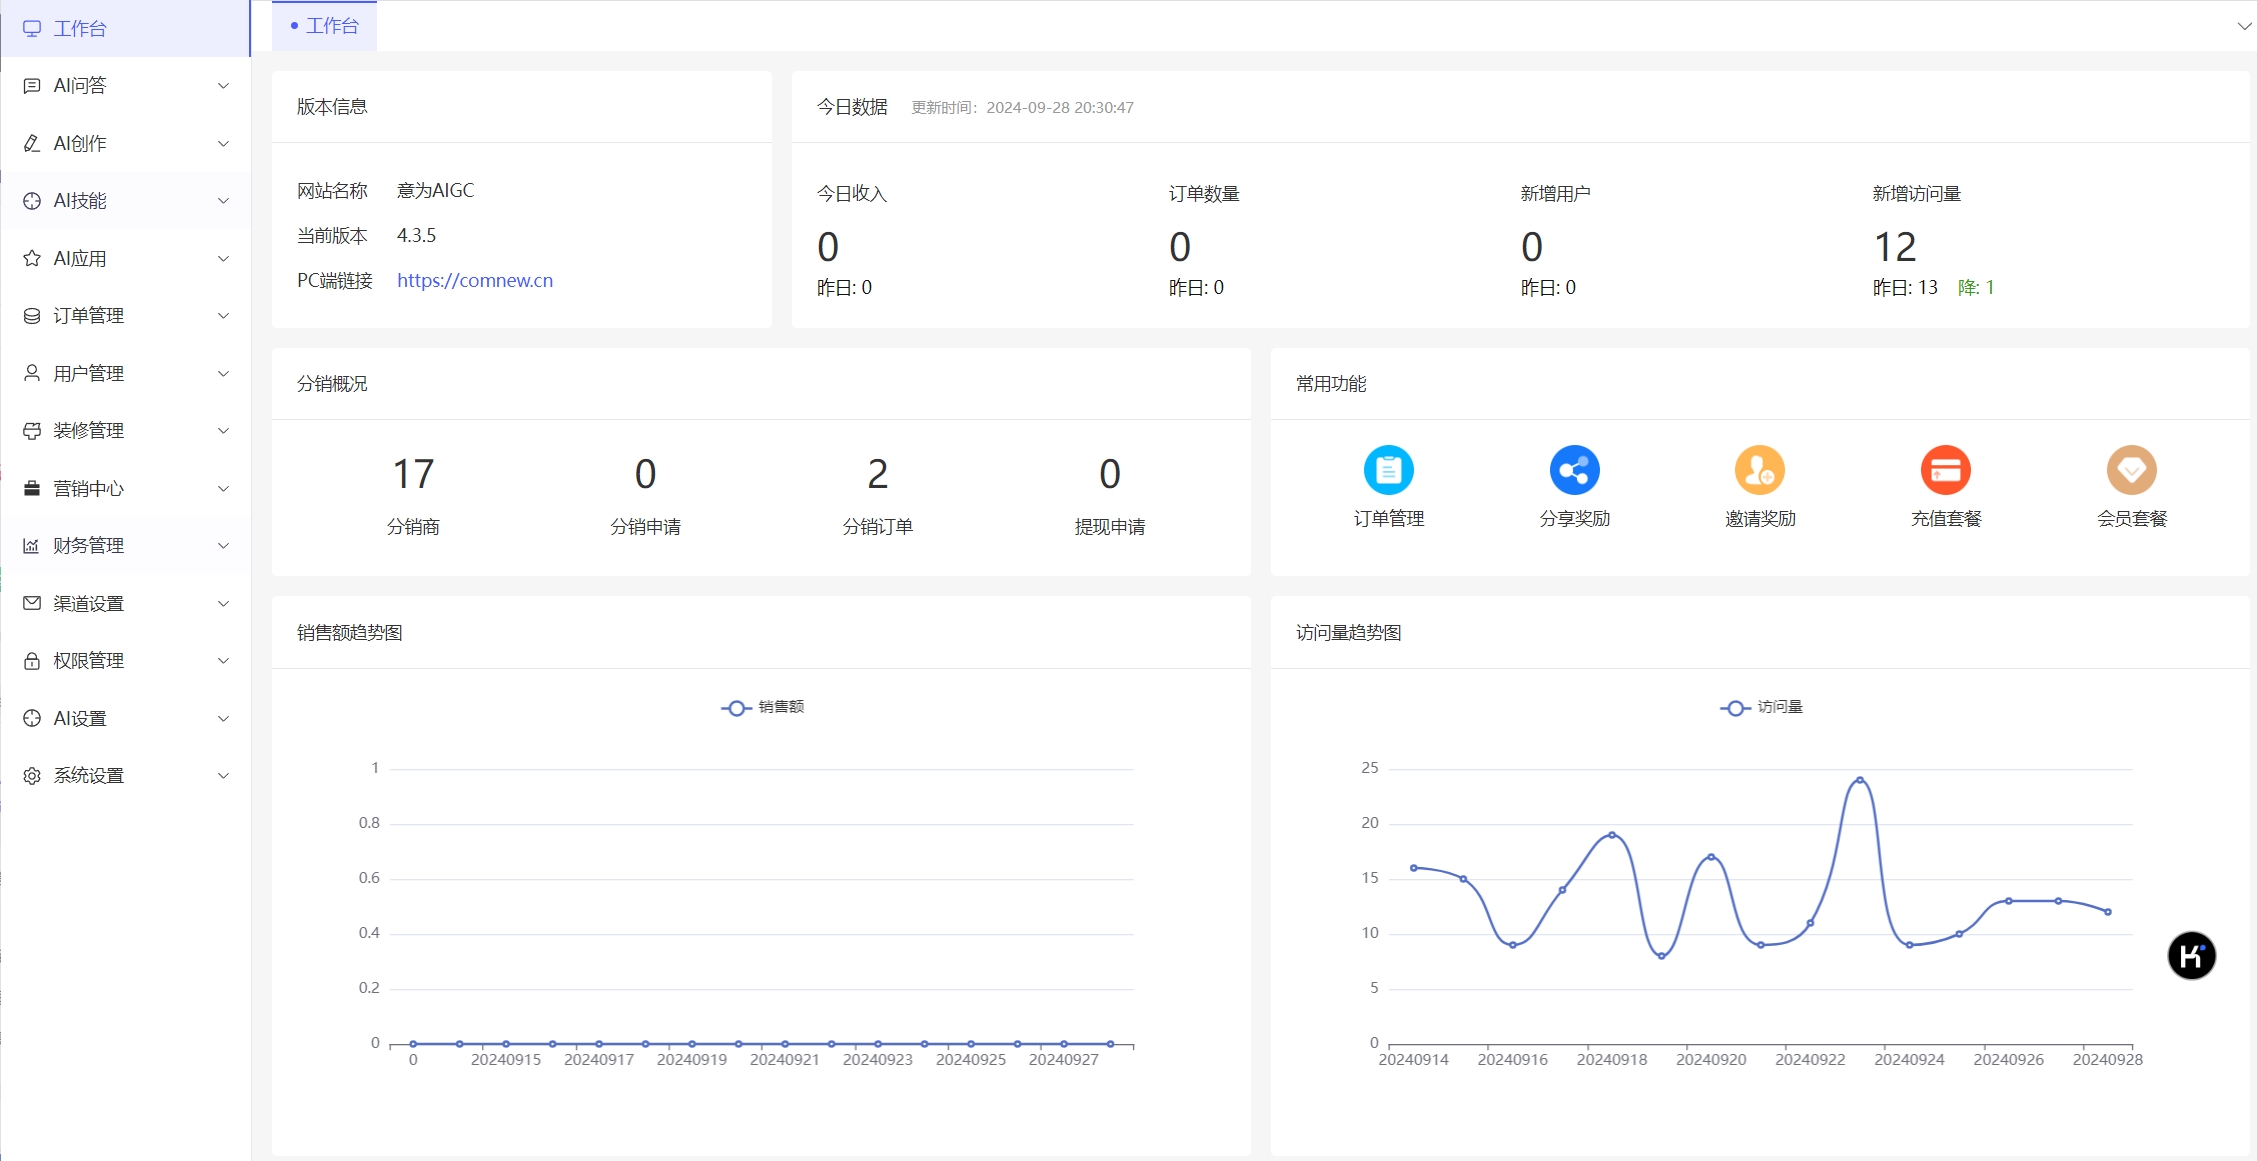 工作台
AI问答
AI创作
AI技能
AI应用
订单管理
用户管理
装修管理
营销中心
财务管理
渠道设置
权限管理
AI设置
系统设置
工作台
版本信息
网站名称 意为AIGC
当前版本 4.3.5
PC端链接 https://comnew.cn
今日数据 更新时间：2024-09-28 20:30:47
今日收入 订单数量 新增用户 新增访问量
0 0 0 12
昨日: 0 昨日: 0 昨日: 0 昨日: 13 降: 1
分销概况
17 0 2 0
分销商 分销申请 分销订单 提现申请
常用功能
订单管理 分享奖励 邀请奖励 充值套餐 会员套餐
销售额趋势图
销售额
1
0.8
0.6
0.4
0.2
0
0 20240915 20240917 20240919 20240921 20240923 20240925 20240927
访问量趋势图
访问量
25
20
15
10
5
0
20240914 20240916 20240918 20240920 20240922 20240924 20240926 20240928
K